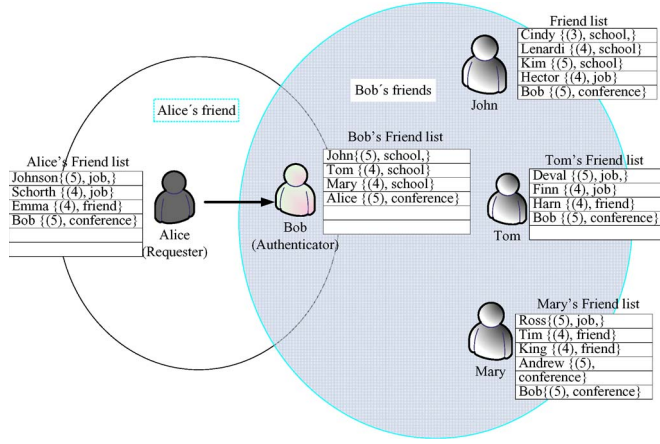 Friend list
Cindy {(3), school,}
Lenardi {(4), school}
Kim {(5), school}
Hector {(4), job}
Bob {(5), conference}
John
Alice´s friend
Bob´s friends
Bob's Friend list
John{(5), school,}
Tom {(4), school}
Mary {(4), school}
Alice {(5), conference}
Alice's Friend list
Johnson{(5), job,}
Schorth {(4), job}
Emma {(4), friend}
Bob {(5), conference}
Alice
(Requester)
Bob
(Authenticator)
Tom's Friend list
Deval {(5), job,}
Finn {(4), job}
Harn {(4), friend}
Bob {(5), conference}
Tom
Mary's Friend list
Ross{(5), job,}
Tim {(4), friend}
King {(4), friend}
Andrew {(5),
conference}
Bob{(5), conference}
Mary